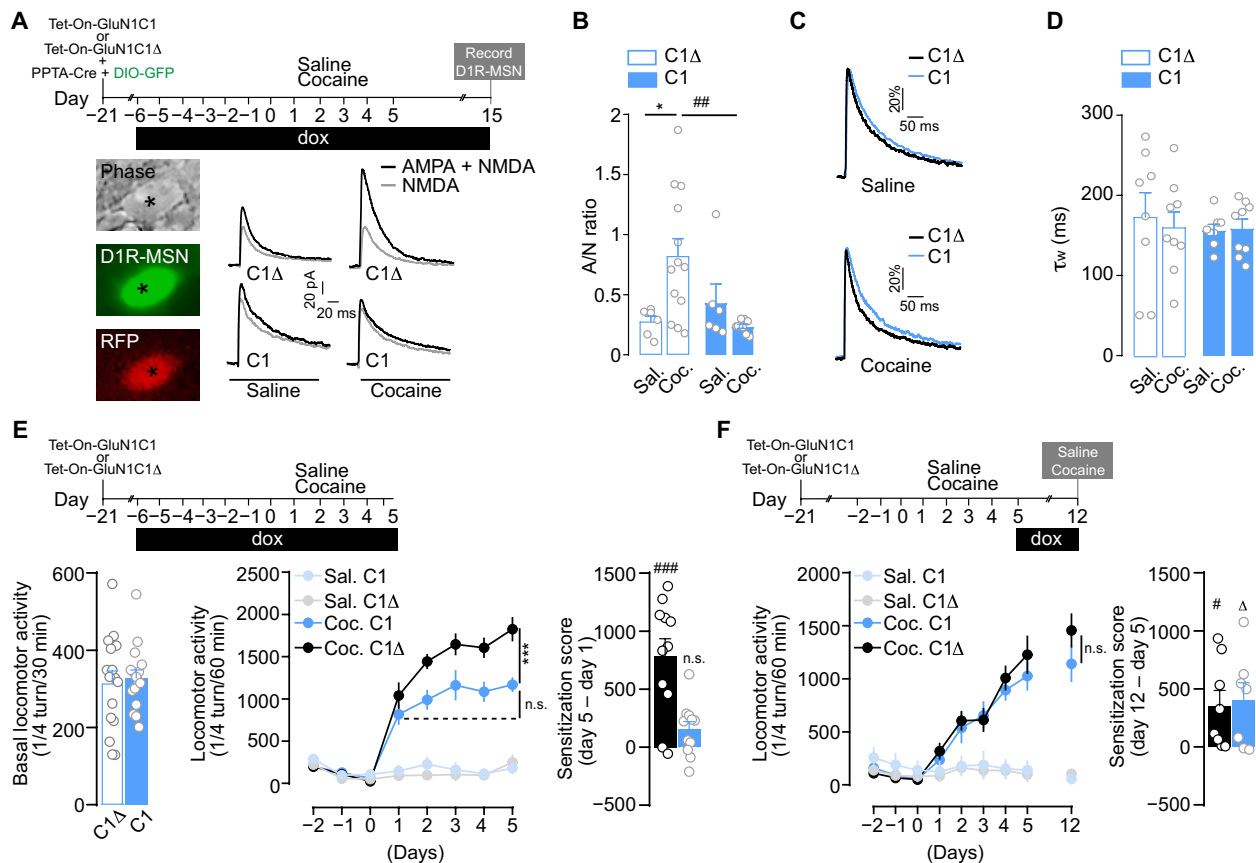 A
Tet-On-GluN1C1
or
Tet-On-GluN1C1Δ
+
PPTA-Cre + DIO-GFP
Saline
Cocaine
Record
D1R-MSN
Day
−21 −6 −5 −4 −3 −2 −1 0 1 2 3 4 5 15
dox
Phase
*
D1R-MSN
*
RFP
*
AMPA + NMDA
NMDA
C1Δ
C1Δ
20 pA
20 ms
C1
C1
Saline
Cocaine
B
C1Δ
C1
*
##
2
1.5
1
0.5
0
A/N ratio
Sal.
Coc.
Sal.
Coc.
C
C1Δ
C1
20%
50 ms
Saline
C1Δ
C1
20%
50 ms
Cocaine
D
C1Δ
C1
300
200
100
0
τw (ms)
Sal.
Coc.
Sal.
Coc.
E
Tet-On-GluN1C1
or
Tet-On-GluN1C1Δ
Saline
Cocaine
Day
−21 −6 −5 −4 −3 −2 −1 0 1 2 3 4 5
dox
Basal locomotor activity
(1/4 turn/30 min)
600
400
200
0
C1Δ
C1
Locomotor activity
(1/4 turn/60 min)
2500
2000
1500
1000
500
0
Sal. C1
Sal. C1Δ
Coc. C1
Coc. C1Δ
***
n.s.
−2 −1 0 1 2 3 4 5
(Days)
Sensitization score
(day 5 – day 1)
1500
1000
500
0
−500
###
n.s.
F
Tet-On-GluN1C1
or
Tet-On-GluN1C1Δ
Saline
Cocaine
Saline
Cocaine
Day
−21 −2 −1 0 1 2 3 4 5 12
dox
Locomotor activity
(1/4 turn/60 min)
2000
1500
1000
500
0
Sal. C1
Sal. C1Δ
Coc. C1
Coc. C1Δ
n.s.
−2 −1 0 1 2 3 4 5 12
(Days)
Sensitization score
(day 12 – day 5)
1500
1000
500
0
−500
#
Δ